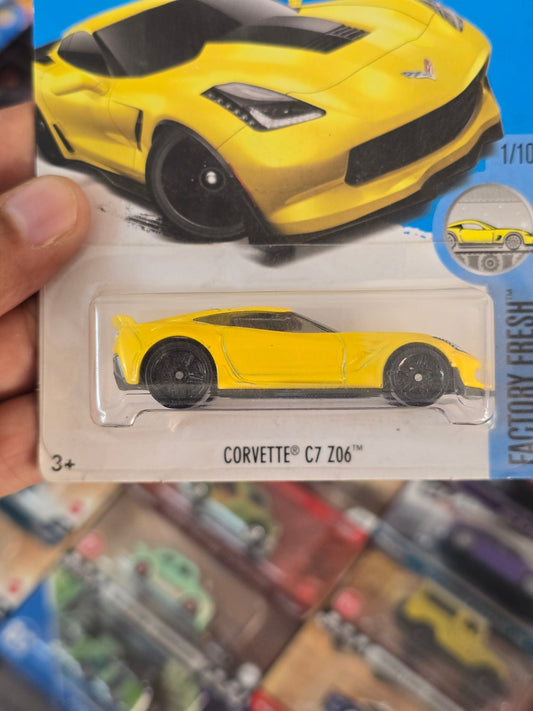 1/10
FACTORY FRESH™
CORVETTE® C7 Z06™
3+